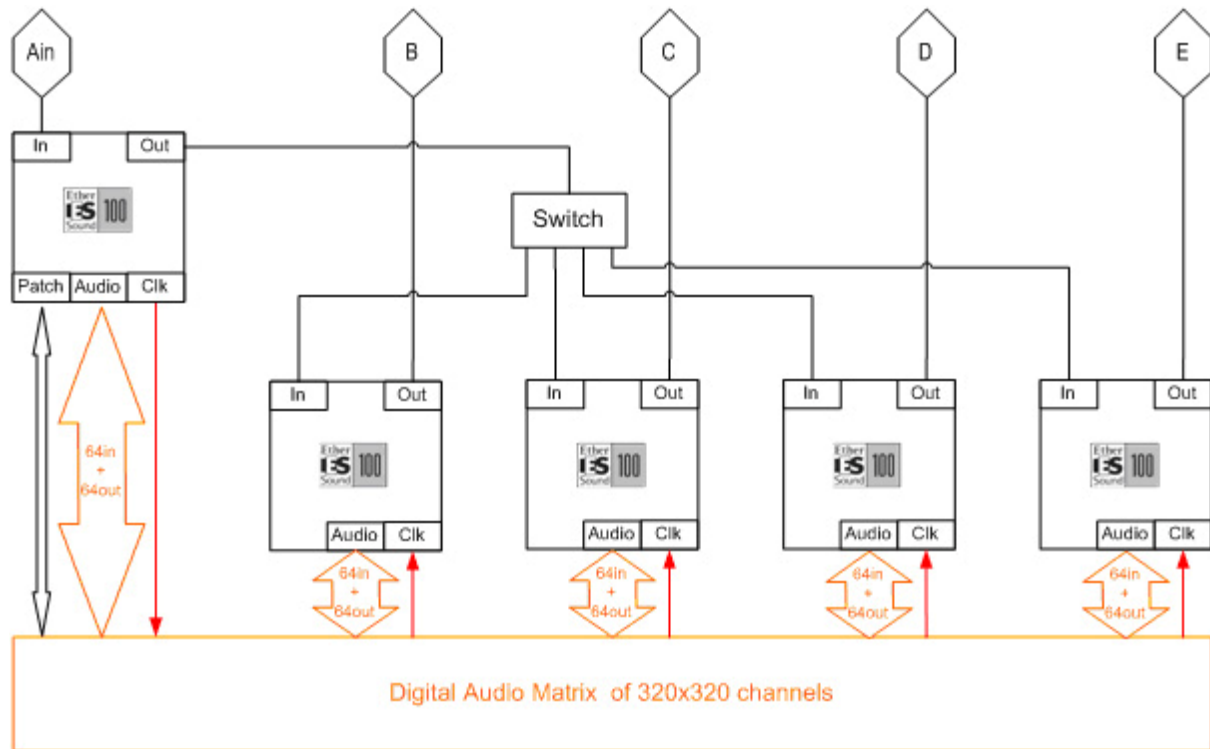 Ain
B
C
D
E
In
Out
Ether
ES 100
Sound
Patch
Audio
Clk
Switch
64in
+
64out
In
Out
Ether
ES 100
Sound
Audio
Clk
64in
+
64out
In
Out
Ether
ES 100
Sound
Audio
Clk
64in
+
64out
In
Out
Ether
ES 100
Sound
Audio
Clk
64in
+
64out
In
Out
Ether
ES 100
Sound
Audio
Clk
64in
+
64out
Digital Audio Matrix of 320x320 channels